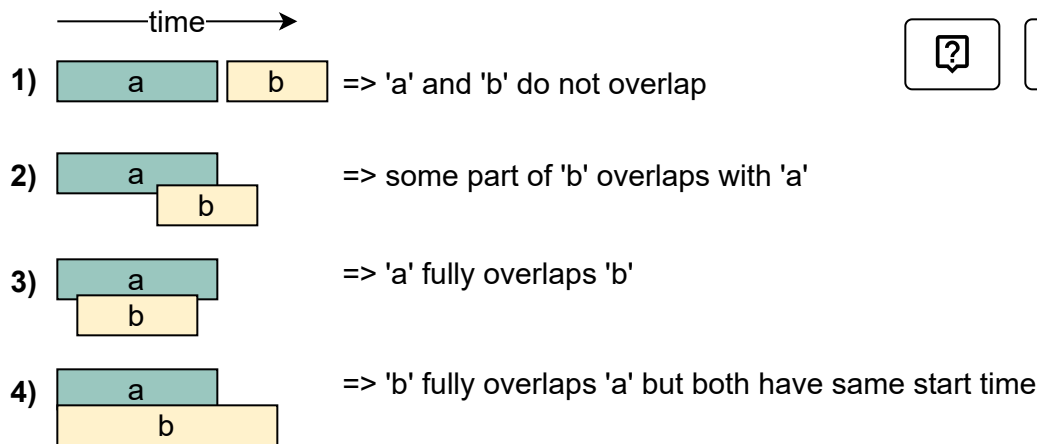 time
1) a b => 'a' and 'b' do not overlap
2) a => some part of 'b' overlaps with 'a'
b
3) a => 'a' fully overlaps 'b'
b
4) a => 'b' fully overlaps 'a' but both have same start time
b
?